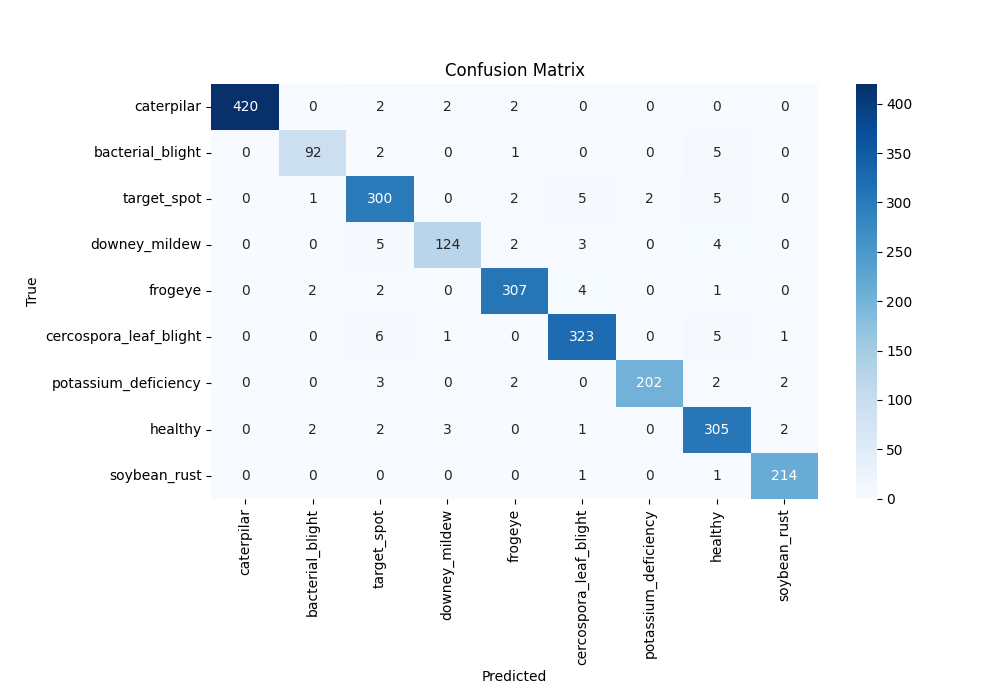 Confusion Matrix
True
caterpilar 420 0 2 2 2 0 0 0 0
bacterial_blight 0 92 2 0 1 0 0 5 0
target_spot 0 1 300 0 2 5 2 5 0
downey_mildew 0 0 5 124 2 3 0 4 0
frogeye 0 2 2 0 307 4 0 1 0
cercospora_leaf_blight 0 0 6 1 0 323 0 5 1
potassium_deficiency 0 0 3 0 2 0 202 2 2
healthy 0 2 2 3 0 1 0 305 2
soybean_rust 0 0 0 0 0 1 0 1 214
caterpilar
bacterial_blight
target_spot
downey_mildew
frogeye
cercospora_leaf_blight
potassium_deficiency
healthy
soybean_rust
Predicted
400
350
300
250
200
150
100
50
0